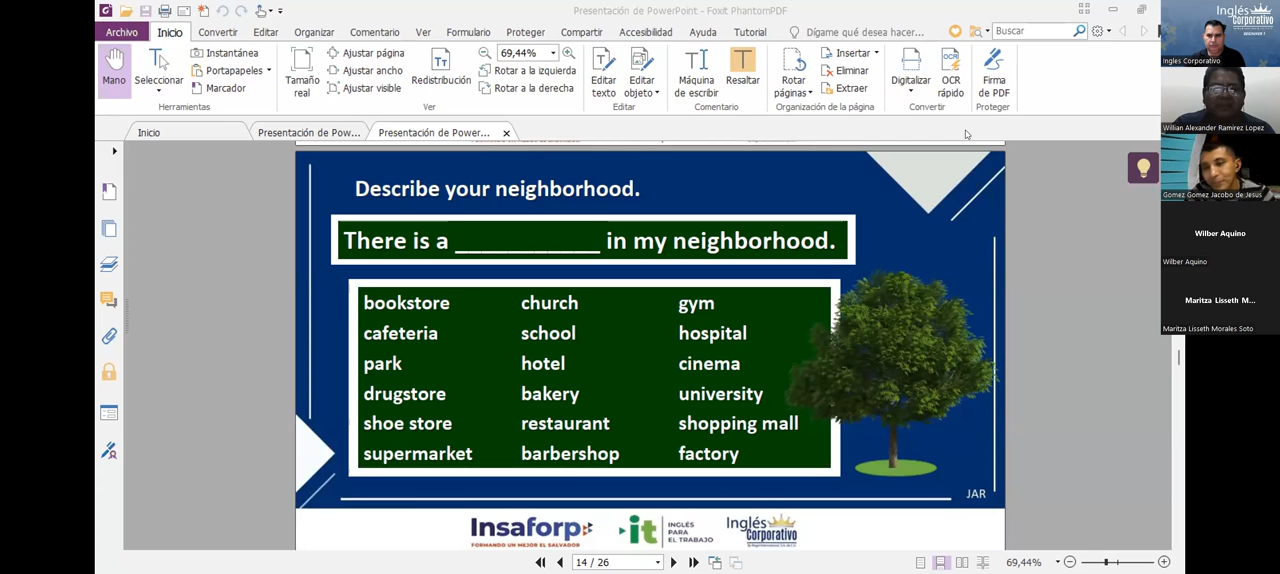 Presentación de PowerPoint - Foxit PhantomPDF
Archivo Inicio Convertir Editar Organizar Comentario Ver Formulario Proteger Compartir Accesibilidad Ayuda Tutorial Dígame qué desea hacer... Buscar
Mano
Seleccionar
Instantánea
Portapapeles
Marcador
Herramientas
Tamaño real
Ajustar página
Ajustar ancho
Ajustar visible
Redistribución
69,44%
Rotar a la izquierda
Rotar a la derecha
Ver
Editar texto
Editar objeto
Editar
Máquina de escribir
Resaltar
Comentario
Rotar páginas
Insertar
Eliminar
Extraer
Organización de la página
Digitalizar
OCR rápido
Convertir
Firma de PDF
Proteger
Inicio Presentación de Pow... Presentación de Power...
Describe your neighborhood.
There is a ____________ in my neighborhood.
bookstore church gym
cafeteria school hospital
park hotel cinema
drugstore bakery university
shoe store restaurant shopping mall
supermarket barbershop factory
JAR
Insaforp
FORMANDO UN MEJOR EL SALVADOR
it INGLÉS PARA EL TRABAJO
Inglés Corporativo
14 / 26
69,44%
Inglés Corporativo
BEGINNER 1
Ingles Corporativo
Willian Alexander Ramirez Lopez
Gomez Gomez Jacobo de Jesus
Wilber Aquino
Wilber Aquino
Maritza Lisseth M...
Maritza Lisseth Morales Soto